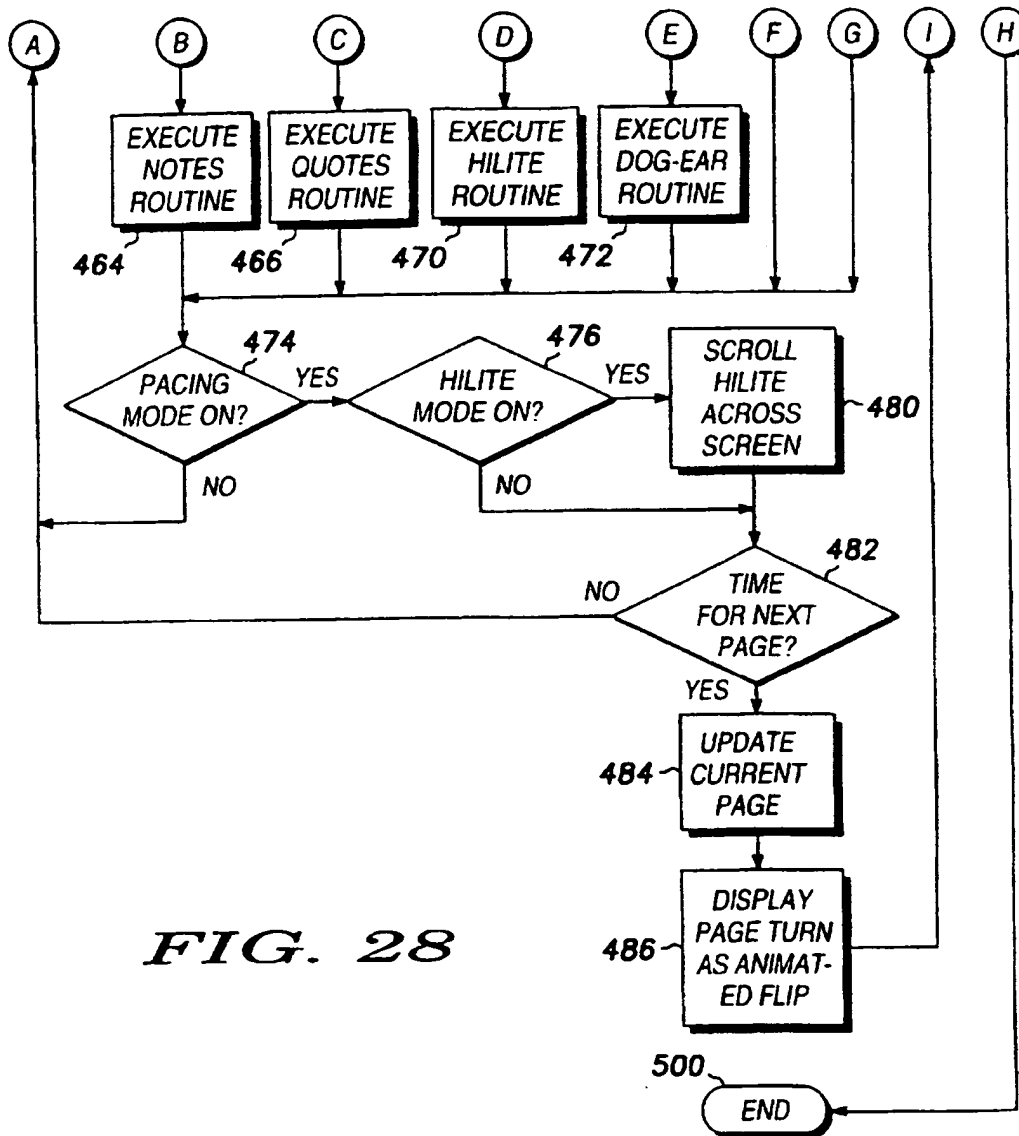 A B C D E F G I H
EXECUTE
NOTES
ROUTINE
464
EXECUTE
QUOTES
ROUTINE
466
EXECUTE
HILITE
ROUTINE
470
EXECUTE
DOG-EAR
ROUTINE
472
474
PACING
MODE ON?
YES
NO
476
HILITE
MODE ON?
YES
NO
SCROLL
HILITE
ACROSS
SCREEN
480
482
TIME
FOR NEXT
PAGE?
NO
YES
484
UPDATE
CURRENT
PAGE
486
DISPLAY
PAGE TURN
AS ANIMAT-
ED FLIP
FIG. 28
500
END